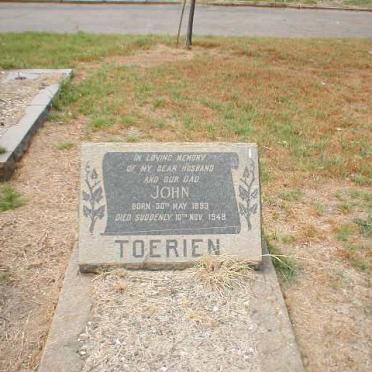 IN LOVING MEMORY
OF MY DEAR HUSBAND
AND OUR DAD
JOHN
BORN 30TH MAY 1893
DIED SUDDENLY 10TH NOV. 1948
TOERIEN